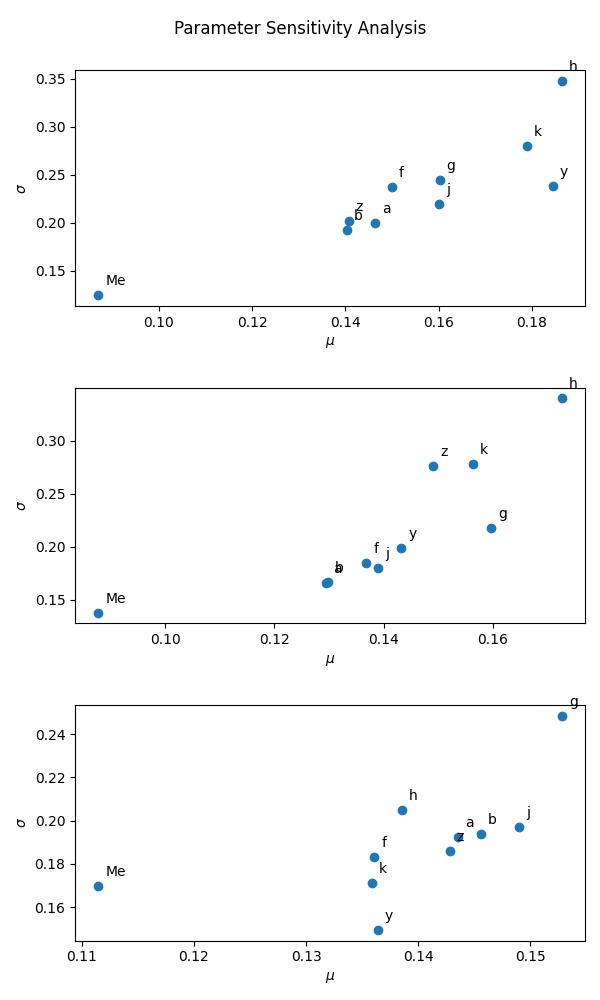 Parameter Sensitivity Analysis
h
0.35
0.30
k
g
f
y
0.25
σ
j
z
a
b
0.20
0.15
Me
0.10 0.12 0.14 0.16 0.18
μ
h
z
k
0.30
0.25
g
σ
y
0.20
f
j
b
a
0.15
Me
0.10 0.12 0.14 0.16
μ
g
0.24
0.22
h
σ
j
b
a
0.20
z
f
0.18
k
Me
0.16
y
0.11 0.12 0.13 0.14 0.15
μ